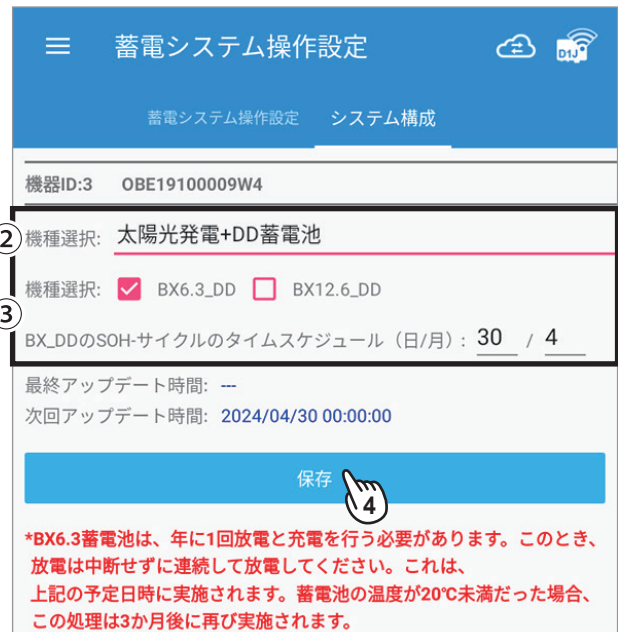 蓄電システム操作設定
D1J
蓄電システム操作設定 システム構成
機器ID:3 OBE19100009W4
② 機種選択: 太陽光発電+DD蓄電池
機種選択: BX6.3_DD BX12.6_DD
③
BX_DDのSOH-サイクルのタイムスケジュール（日/月）: 30 / 4
最終アップデート時間: ---
次回アップデート時間: 2024/04/30 00:00:00
保存
4
*BX6.3蓄電池は、年に1回放電と充電を行う必要があります。このとき、
放電は中断せずに連続して放電してください。これは、
上記の予定日時に実施されます。蓄電池の温度が20℃未満だった場合、
この処理は3か月後に再び実施されます。